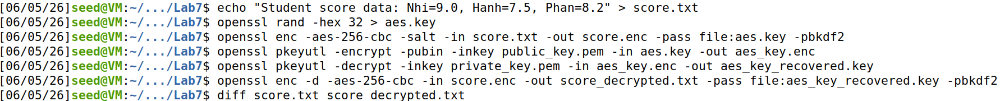 [06/05/26]seed@VM:~/.../Lab7$ echo "Student score data: Nhi=9.0, Hanh=7.5, Phan=8.2" > score.txt
[06/05/26]seed@VM:~/.../Lab7$ openssl rand -hex 32 > aes.key
[06/05/26]seed@VM:~/.../Lab7$ openssl enc -aes-256-cbc -salt -in score.txt -out score.enc -pass file:aes.key -pbkdf2
[06/05/26]seed@VM:~/.../Lab7$ openssl pkeyutl -encrypt -pubin -inkey public_key.pem -in aes.key -out aes_key.enc
[06/05/26]seed@VM:~/.../Lab7$ openssl pkeyutl -decrypt -inkey private_key.pem -in aes_key.enc -out aes_key_recovered.key
[06/05/26]seed@VM:~/.../Lab7$ openssl enc -d -aes-256-cbc -in score.enc -out score_decrypted.txt -pass file:aes_key_recovered.key -pbkdf2
[06/05/26]seed@VM:~/.../Lab7$ diff score.txt score decrypted.txt